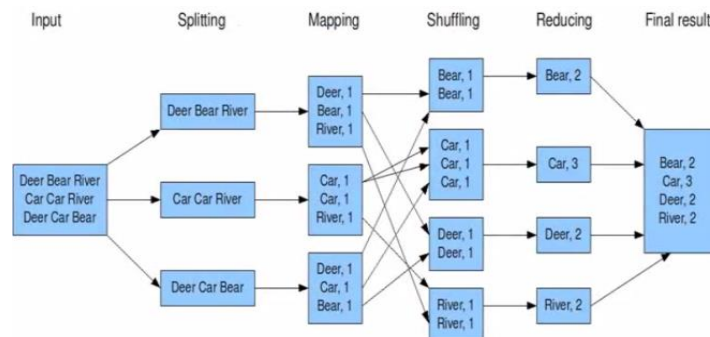 Input
Splitting
Mapping
Shuffling
Reducing
Final result
Deer Bear River
Car Car River
Deer Car Bear
Deer Bear River
Car Car River
Deer Car Bear
Deer, 1
Bear, 1
River, 1
Car, 1
Car, 1
River, 1
Deer, 1
Car, 1
Bear, 1
Bear, 1
Bear, 1
Car, 1
Car, 1
Car, 1
Deer, 1
Deer, 1
River, 1
River, 1
Bear, 2
Car, 3
Deer, 2
River, 2
Bear, 2
Car, 3
Deer, 2
River, 2